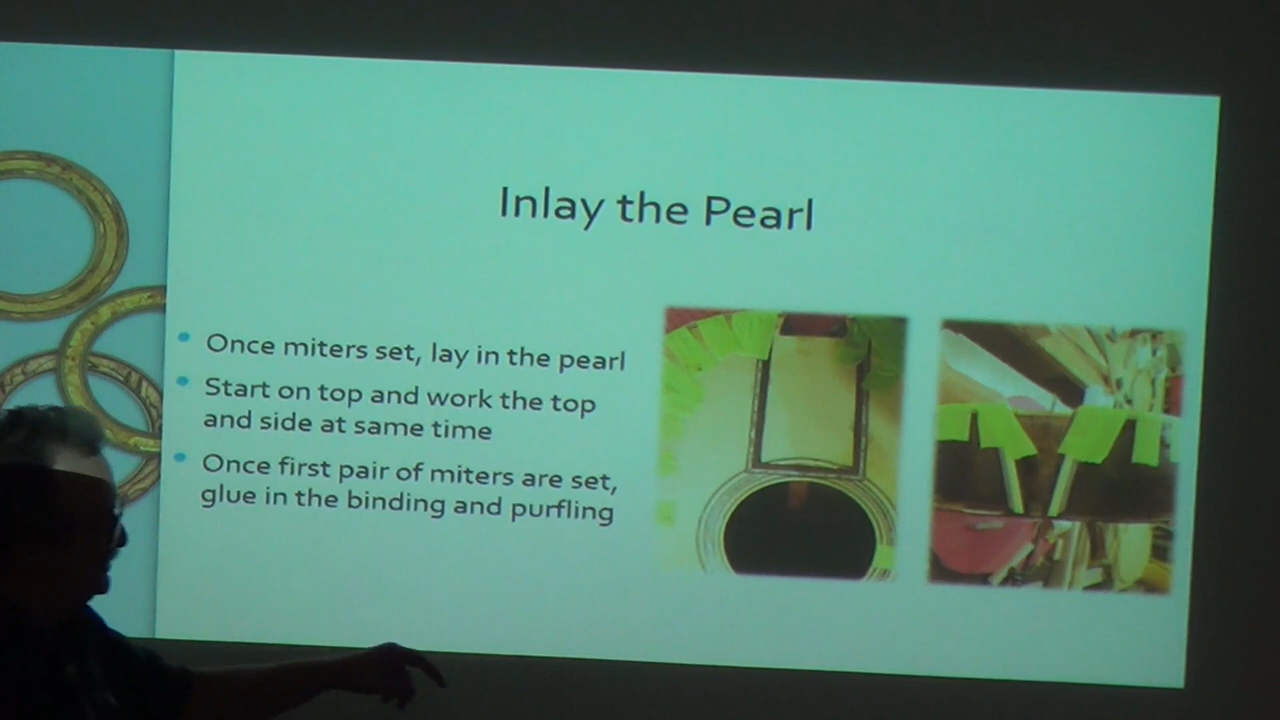 Inlay the Pearl
Once miters set, lay in the pearl
Start on top and work the top
and side at same time
Once first pair of miters are set,
glue in the binding and purfling